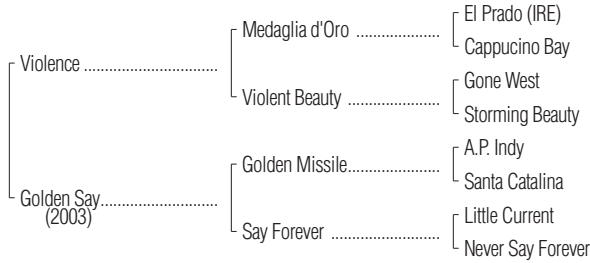 El Prado (IRE)
Medaglia d'Oro ....................
Cappucino Bay
Violence ................................
Gone West
Violent Beauty ......................
Storming Beauty
A.P. Indy
Golden Missile......................
Santa Catalina
Golden Say............................
(2003)
Little Current
Say Forever ..........................
Never Say Forever